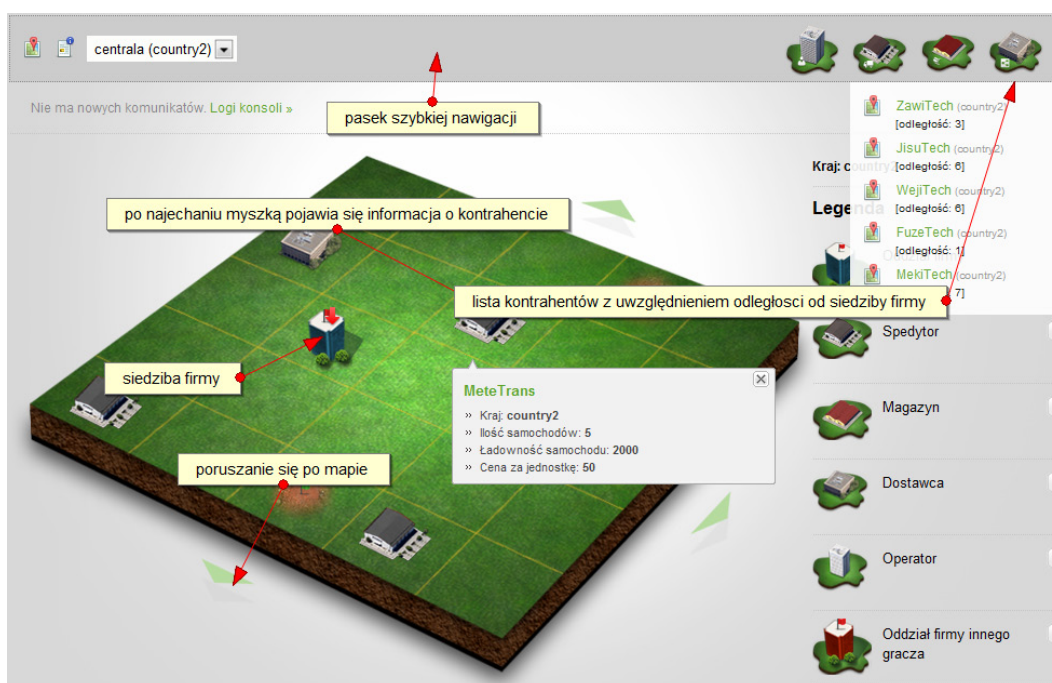 centrala (country2)
Nie ma nowych komunikatów. Logi konsoli »
pasek szybkiej nawigacji
ZawiTech (country2)
[odległość: 3]
JisuTech (country2)
[odległość: 6]
WejiTech (country2)
[odległość: 6]
FuzeTech (country2)
[odległość: 1]
MekiTech (country2)
7]
Kraj: country2
Legenda
po najechaniu myszką pojawia się informacja o kontrahencie
lista kontrahentów z uwzględnieniem odległosci od siedziby firmy
siedziba firmy
MeteTrans
» Kraj: country2
» Ilość samochodów: 5
» Ładowność samochodu: 2000
» Cena za jednostkę: 50
poruszanie się po mapie
Spedytor
Magazyn
Dostawca
Operator
Oddział firmy innego
gracza